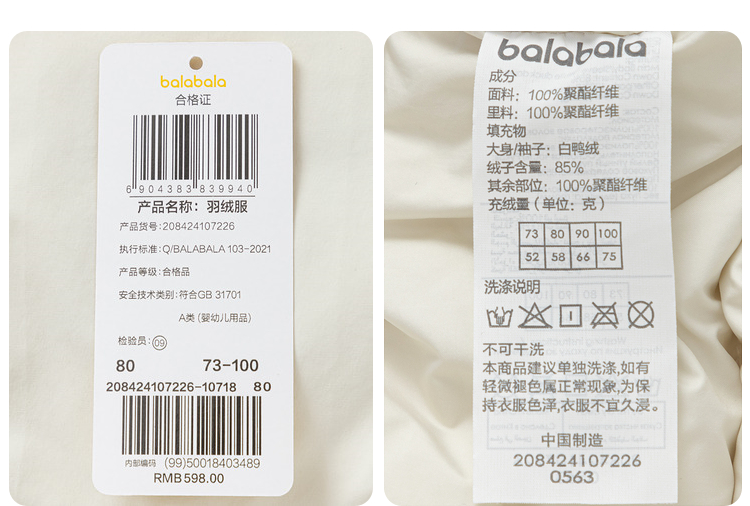 balabala
合格证
6 904383 839940
产品名称: 羽绒服
产品货号:208424107226
执行标准:Q/BALABALA 103-2021
产品等级:合格品
安全技术类别:符合GB 31701
A类 (婴幼儿用品)
检验员: 09
80 73-100
208424107226-10718 80
内部编码 (99)50018403489
RMB 598.00
balabala
成分
面料: 100%聚酯纤维
里料: 100%聚酯纤维
填充物
大身/袖子: 白鸭绒
绒子含量: 85%
其余部位: 100%聚酯纤维
充绒量 (单位: 克)
73 80 90 100
52 58 66 75
洗涤说明
不可干洗
本商品建议单独洗涤,如有
轻微褪色属正常现象,为保
持衣服色泽,衣服不宜久浸。
中国制造
208424107226
0563